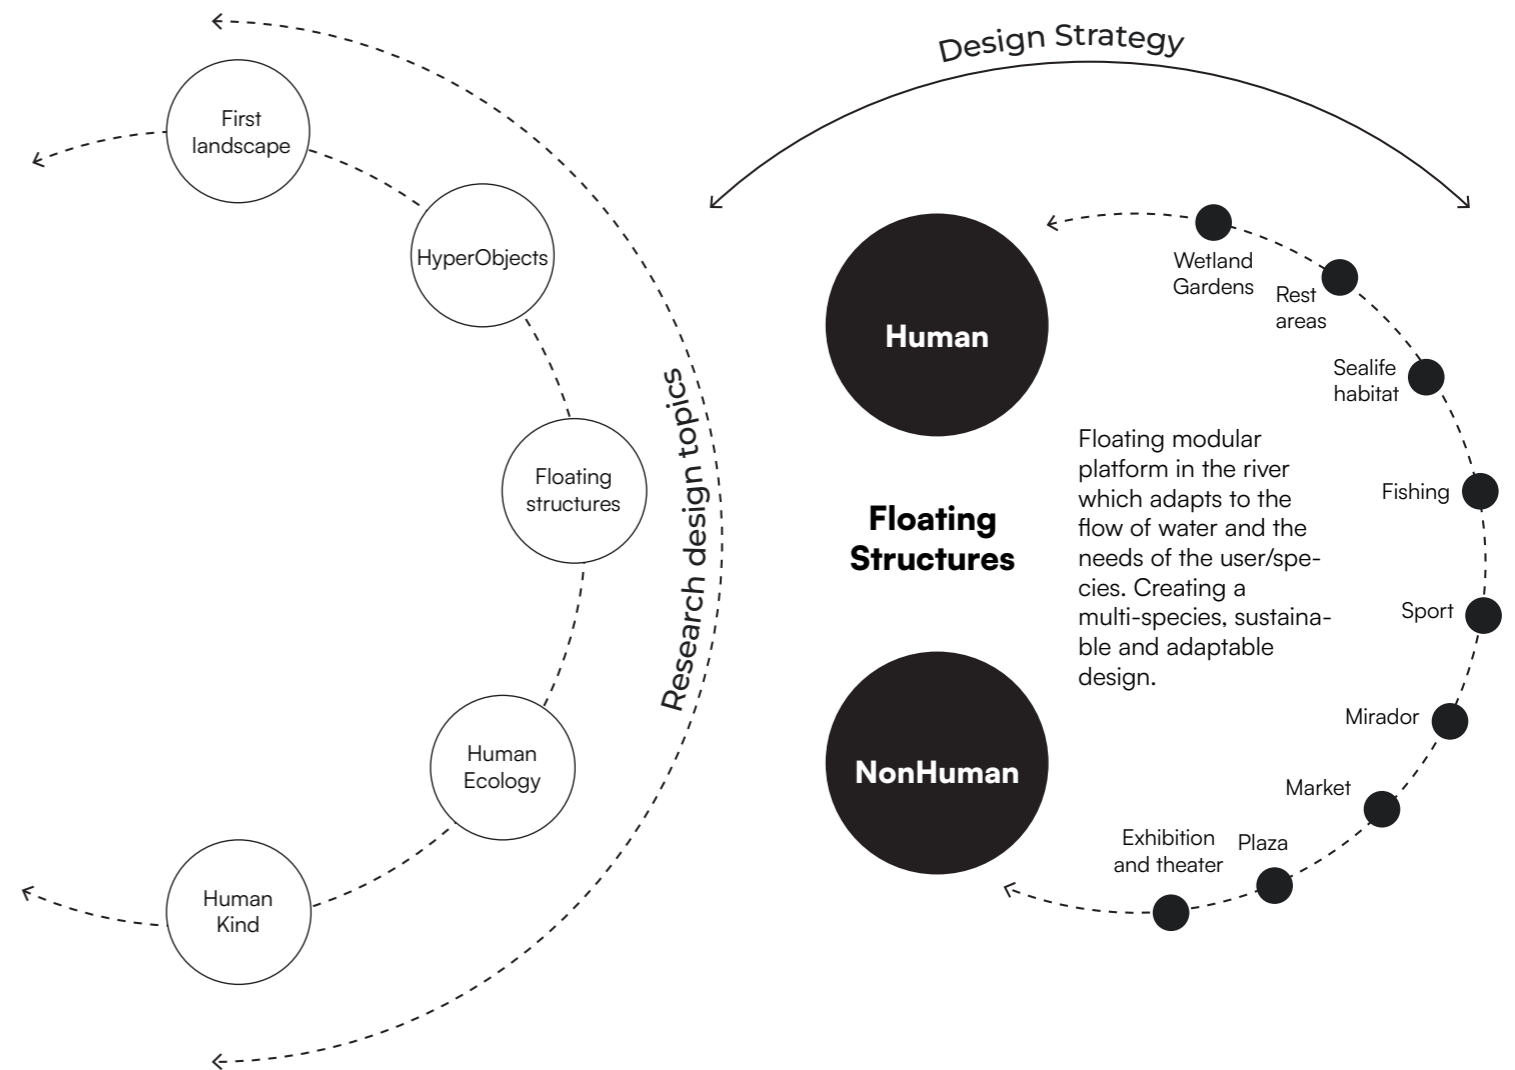 First
landscape
HyperObjects
Floating
structures
Human
Ecology
Human
Kind
Research design topics
Design Strategy
Human
Floating
Structures
NonHuman
Floating modular
platform in the river
which adapts to the
flow of water and the
needs of the user/spe-
cies. Creating a
multi-species, sustaina-
ble and adaptable
design.
Wetland
Gardens
Rest
areas
Sealife
habitat
Fishing
Sport
Mirador
Market
Plaza
Exhibition
and theater